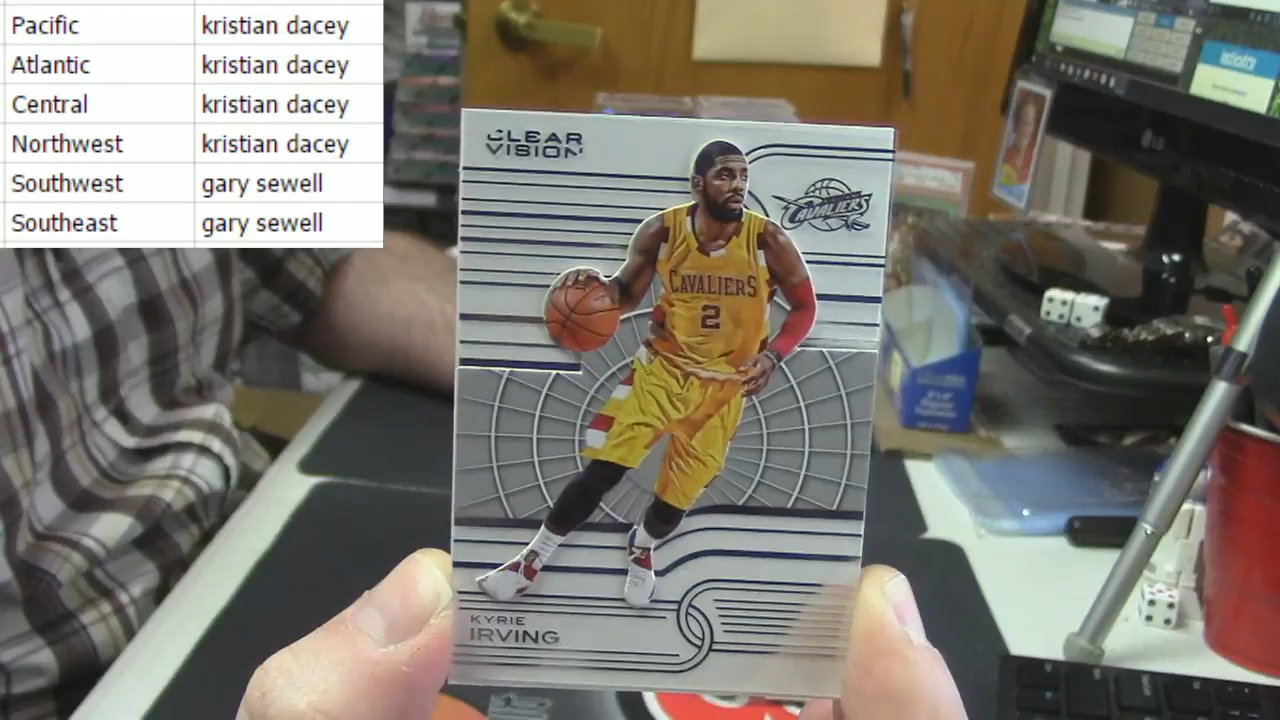 Pacific kristian dacey
Atlantic kristian dacey
Central kristian dacey
Northwest kristian dacey
Southwest gary sewell
Southeast gary sewell
CLEAR
VISION
CAVALIERS
CAVALIERS
2
KYRIE
IRVING